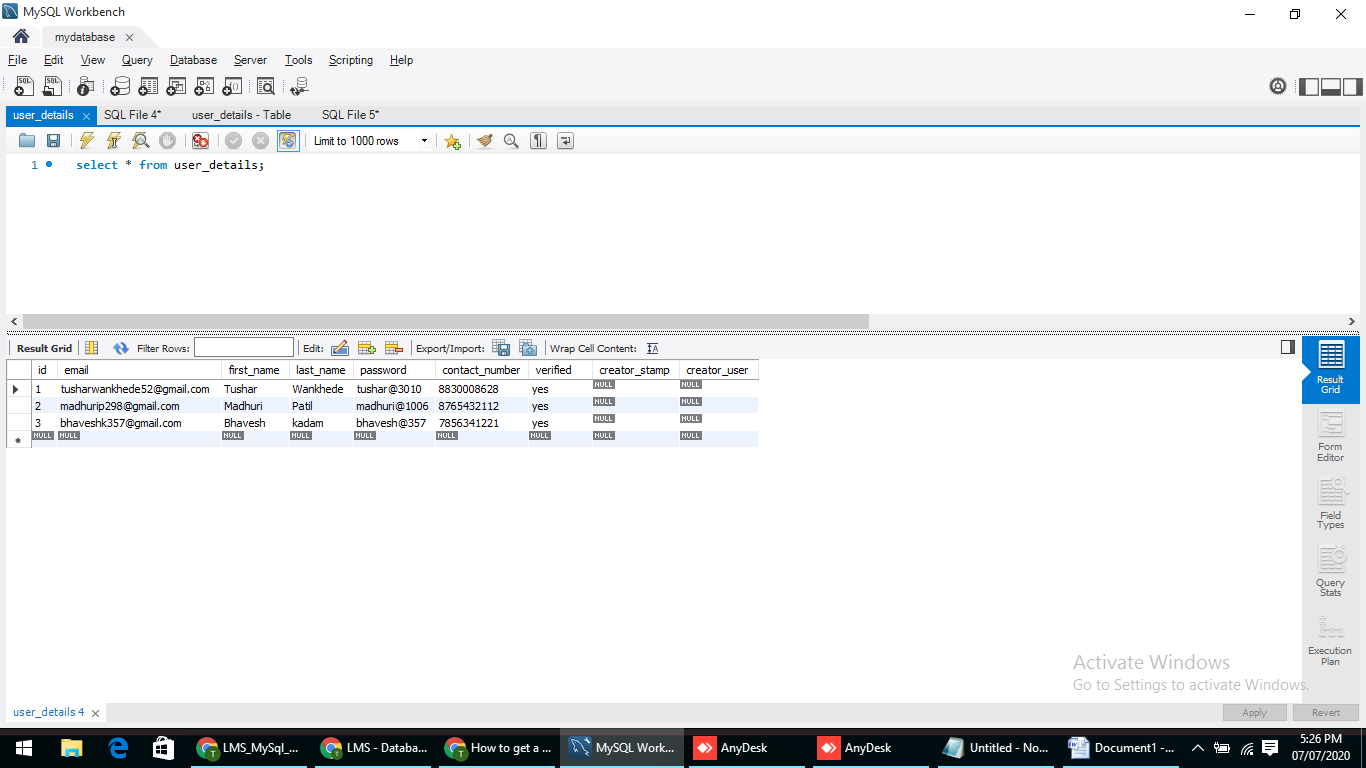 MySQL Workbench
mydatabase
File Edit View Query Database Server Tools Scripting Help
user_details SQL File 4* user_details - Table SQL File 5*
Limit to 1000 rows
1 select * from user_details;
Result Grid Filter Rows: Edit: Export/Import: Wrap Cell Content:
id email first_name last_name password contact_number verified creator_stamp creator_user
1 tusharwankhede52@gmail.com Tushar Wankhede tushar@3010 8830008628 yes NULL NULL
2 madhurip298@gmail.com Madhuri Patil madhuri@1006 8765432112 yes NULL NULL
3 bhaveshk357@gmail.com Bhavesh kadam bhavesh@357 7856341221 yes NULL NULL
NULL NULL NULL NULL NULL NULL NULL NULL NULL
Result
Grid
Form
Editor
Field
Types
Query
Stats
Execution
Plan
Activate Windows
Go to Settings to activate Windows.
user_details 4
Apply Revert
LMS_MySql_... LMS - Databa... How to get a ... MySQL Work... AnyDesk AnyDesk Untitled - No... Document1 -...
5:26 PM
07/07/2020